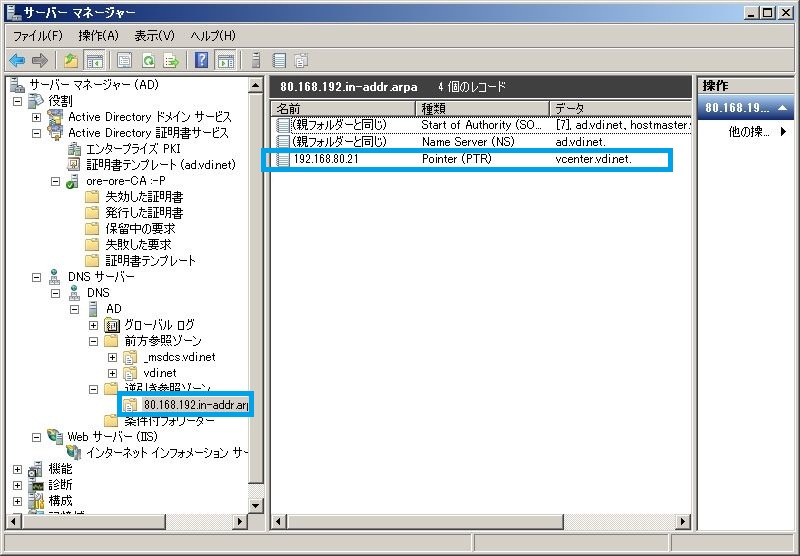 サーバー マネージャー
ファイル(F) 操作(A) 表示(V) ヘルプ(H)
サーバー マネージャー (AD)
役割
Active Directory ドメイン サービス
Active Directory 証明書サービス
エンタープライズ PKI
証明書テンプレート (ad.vdi.net)
ore-ore-CA :-P
失効した証明書
発行した証明書
保留中の要求
失敗した要求
証明書テンプレート
DNS サーバー
DNS
AD
グローバル ログ
前方参照ゾーン
_msdcs.vdi.net
vdi.net
逆引き参照ゾーン
80.168.192.in-addr.arp
条件付フォワーダー
Web サーバー (IIS)
インターネット インフォメーション サー
機能
診断
構成
80.168.192.in-addr.arpa 4 個のレコード
名前 種類 データ
(親フォルダーと同じ) Start of Authority (SO... [7], ad.vdi.net, hostmaster.
(親フォルダーと同じ) Name Server (NS) ad.vdi.net.
192.168.80.21 Pointer (PTR) vcenter.vdi.net.
操作
80.168.19...
他の操...